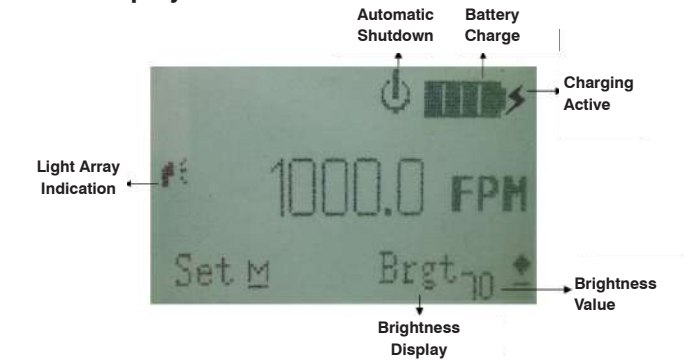 Automatic
Shutdown
Battery
Charge
Charging
Active
Light Array
Indication
1000.0 FPM
Set M
Brgt 70
Brightness
Value
Brightness
Display